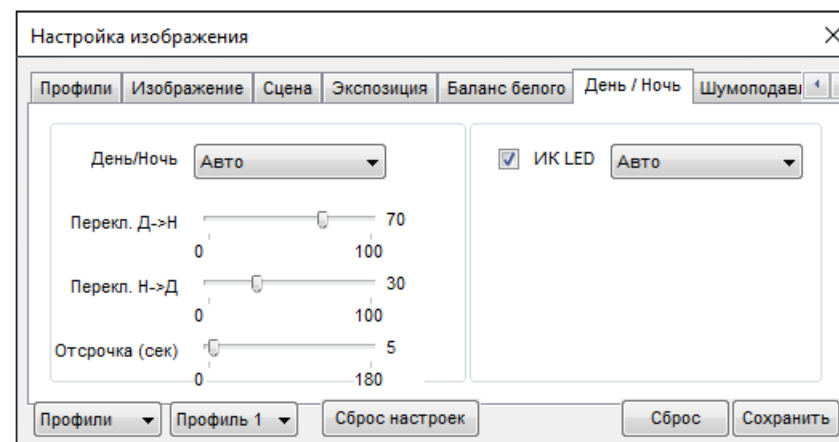 Настройка изображения
Профили Изображение Сцена Экспозиция Баланс белого День / Ночь Шумоподав
День/Ночь Авто ИК LED Авто
Перекл. Д->Н 70
0 100
Перекл. Н->Д 30
0 100
Отсрочка (сек) 5
0 180
Профили Профиль 1 Сброс настроек Сброс Сохранить